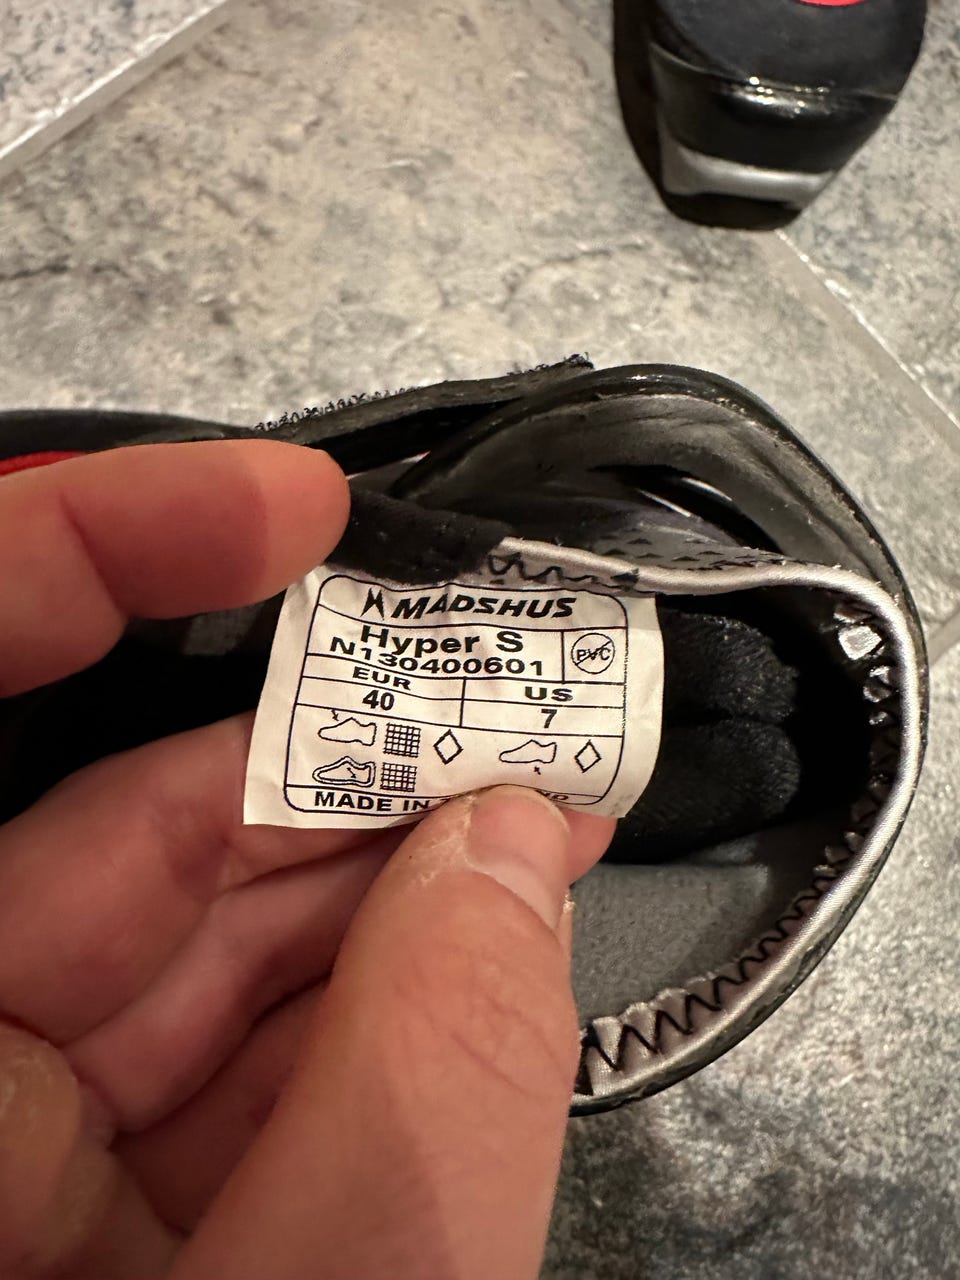 MADSHUS
Hyper S
N130400601
PVC
EUR US
40 7
MADE IN